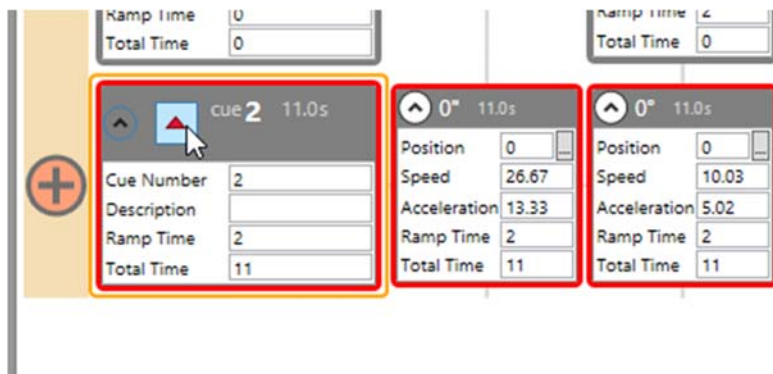 Ramp Time 0
Total Time 0
Ramp Time 2
Total Time 0
cue 2 11.0s
Cue Number 2
Description
Ramp Time 2
Total Time 11
0" 11.0s
Position 0 ...
Speed 26.67
Acceleration 13.33
Ramp Time 2
Total Time 11
0° 11.0s
Position 0 ...
Speed 10.03
Acceleration 5.02
Ramp Time 2
Total Time 11